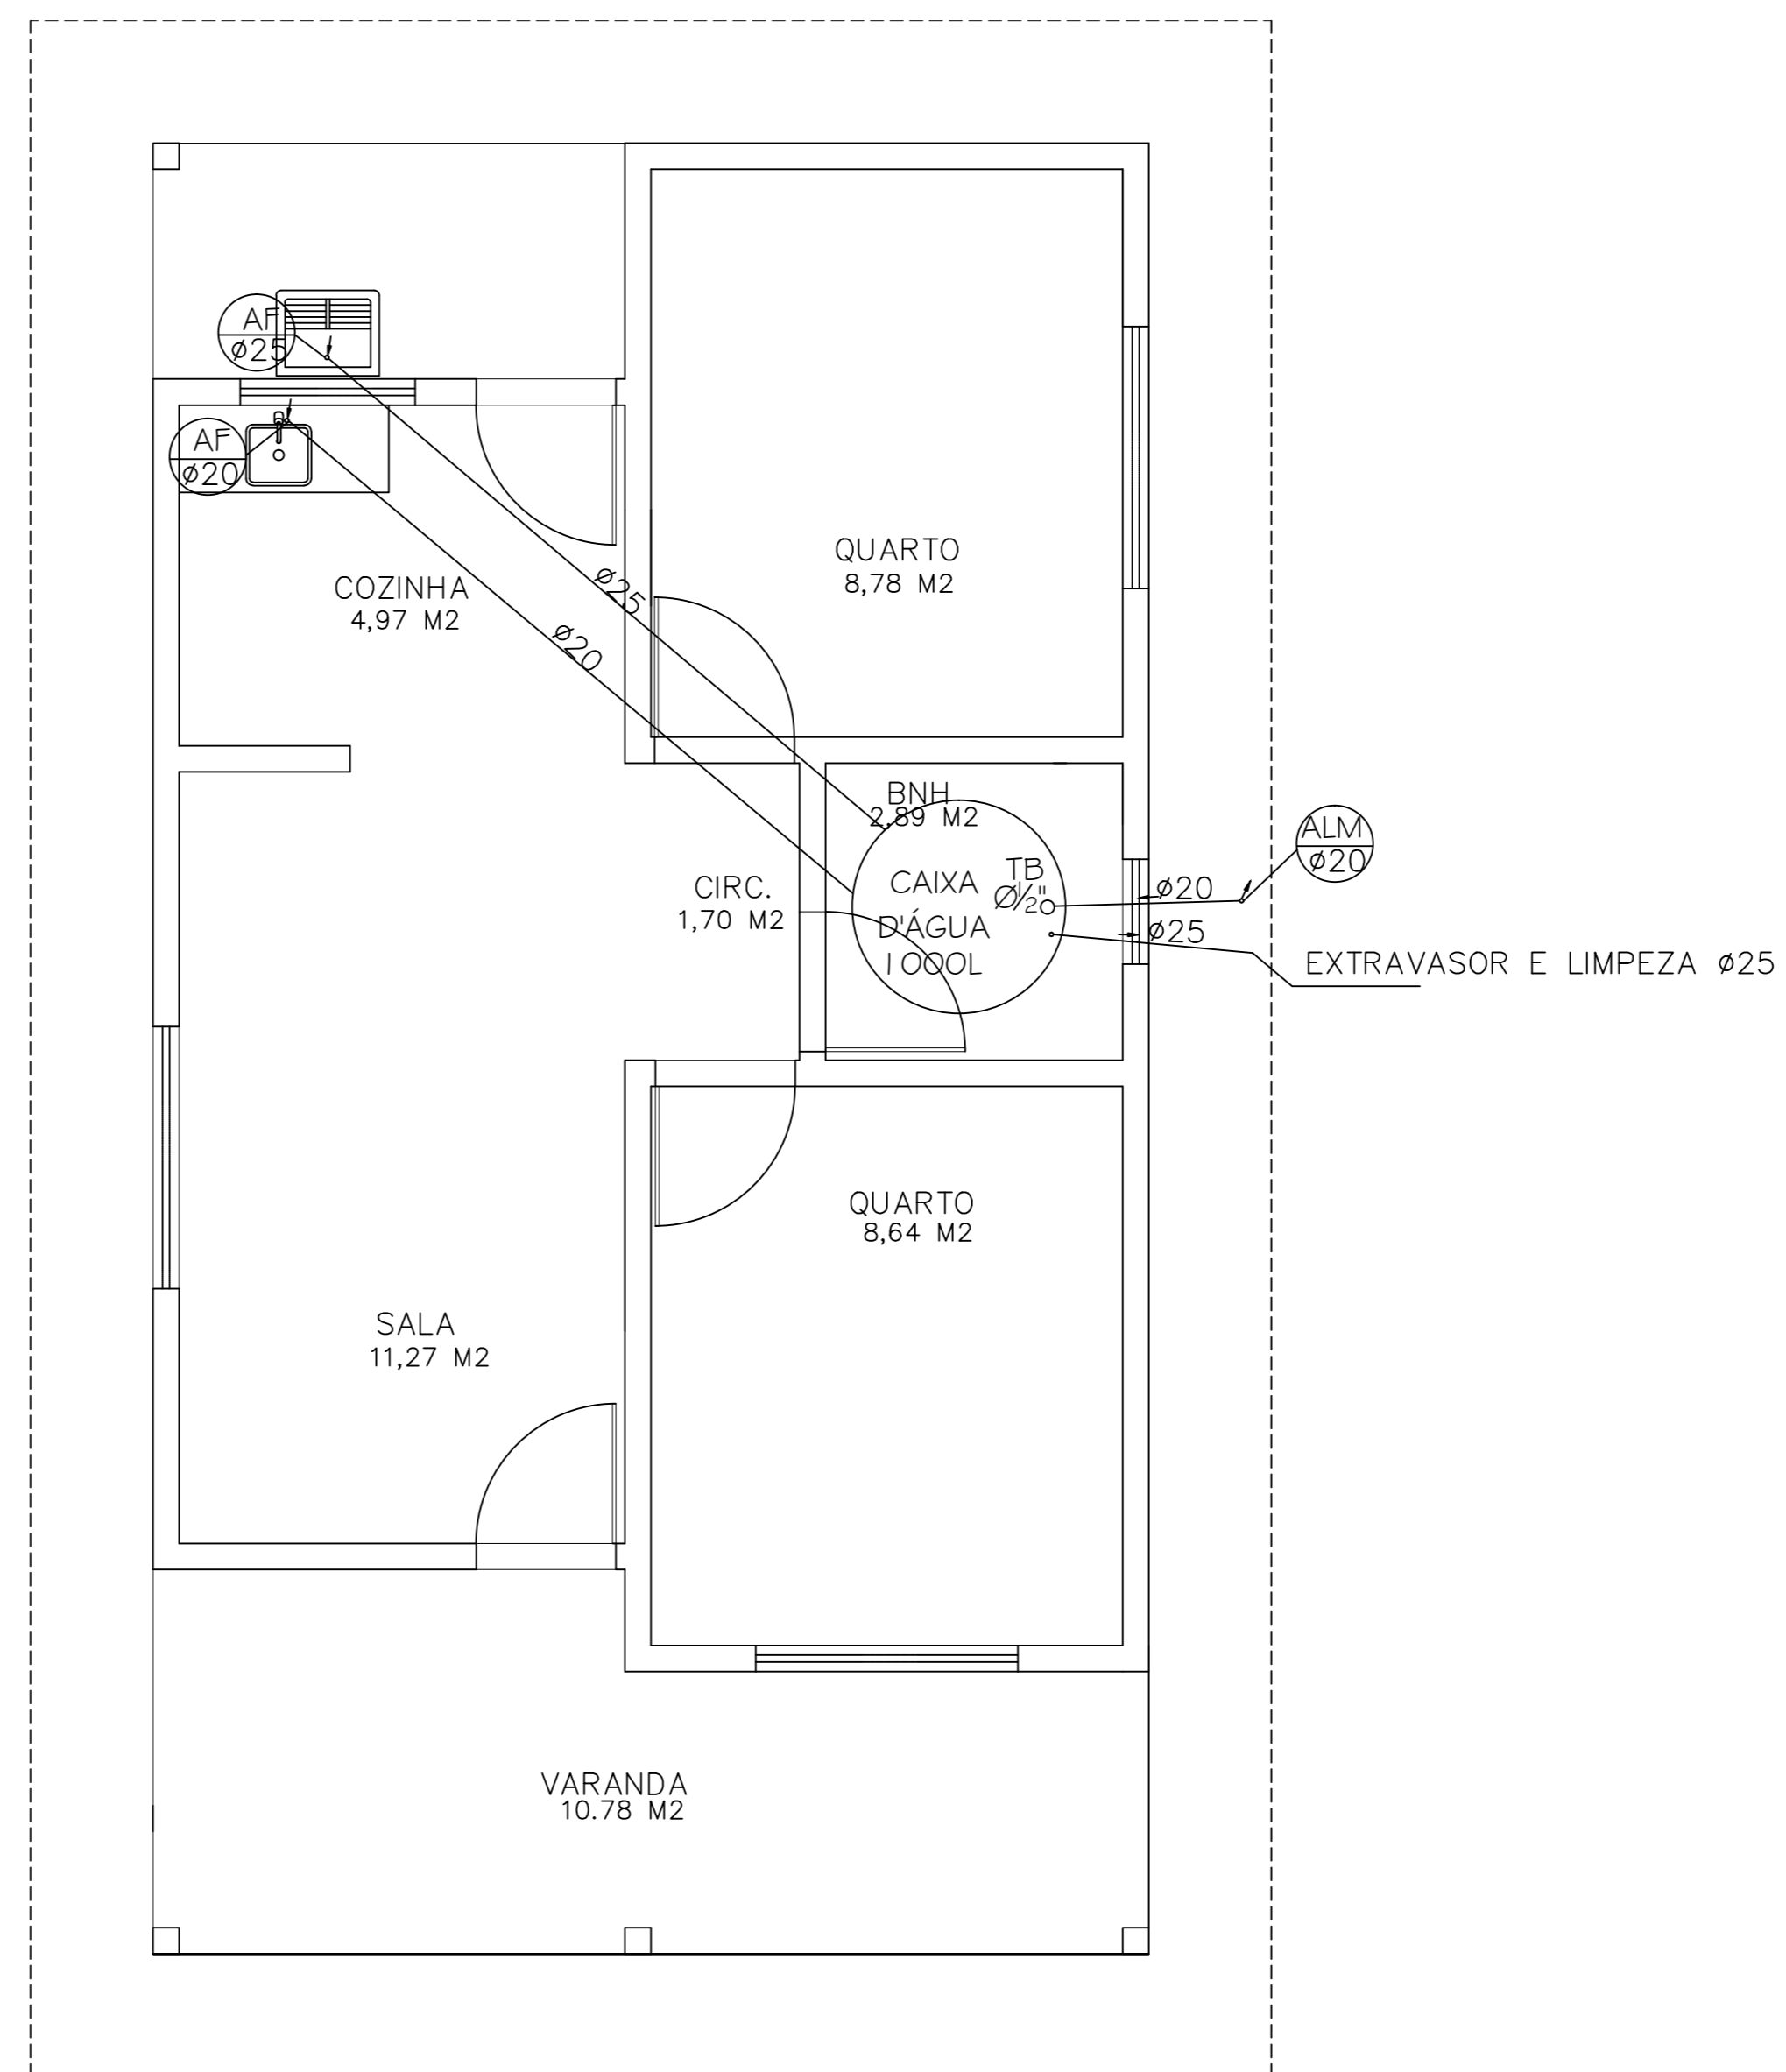 AF
ø25
AF
ø20
QUARTO
8,78 M2
COZINHA
4,97 M2
ø25
ø20
BNH
2,89 M2
ALM
ø20
CAIXA
D'ÁGUA
1000L
TB
Ø1/2"
ø20
ø25
CIRC.
1,70 M2
EXTRAVASOR E LIMPEZA ø25
QUARTO
8,64 M2
SALA
11,27 M2
VARANDA
10.78 M2